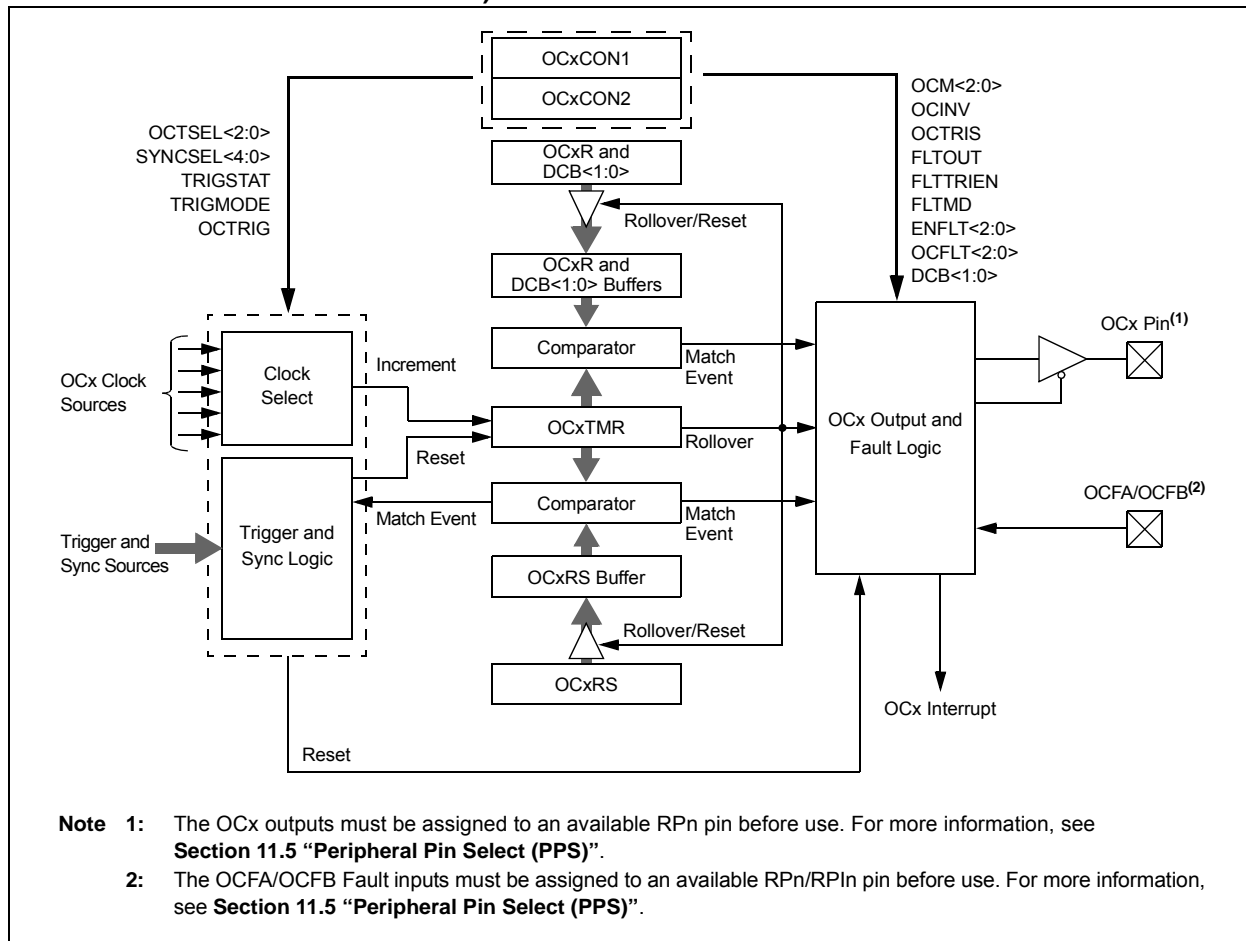 )
OCxCON1
OCxCON2
OCTSEL<2:0>
SYNCSEL<4:0>
TRIGSTAT
TRIGMODE
OCTRIG
OCM<2:0>
OCINV
OCTRIS
FLTOUT
FLTTRIEN
FLTMD
ENFLT<2:0>
OCFLT<2:0>
DCB<1:0>
OCxR and
DCB<1:0>
Rollover/Reset
OCxR and
DCB<1:0> Buffers
OCx Clock
Sources
Clock
Select
Increment
Comparator
Match
Event
OCx Output and
Fault Logic
OCx Pin(1)
OCxTMR
Rollover
Reset
Trigger and
Sync Sources
Trigger and
Sync Logic
Match Event
Comparator
Match
Event
OCFA/OCFB(2)
OCxRS Buffer
Rollover/Reset
OCxRS
OCx Interrupt
Reset
Note 1: The OCx outputs must be assigned to an available RPn pin before use. For more information, see
Section 11.5 “Peripheral Pin Select (PPS)”.
2: The OCFA/OCFB Fault inputs must be assigned to an available RPn/RPIn pin before use. For more information,
see Section 11.5 “Peripheral Pin Select (PPS)”.